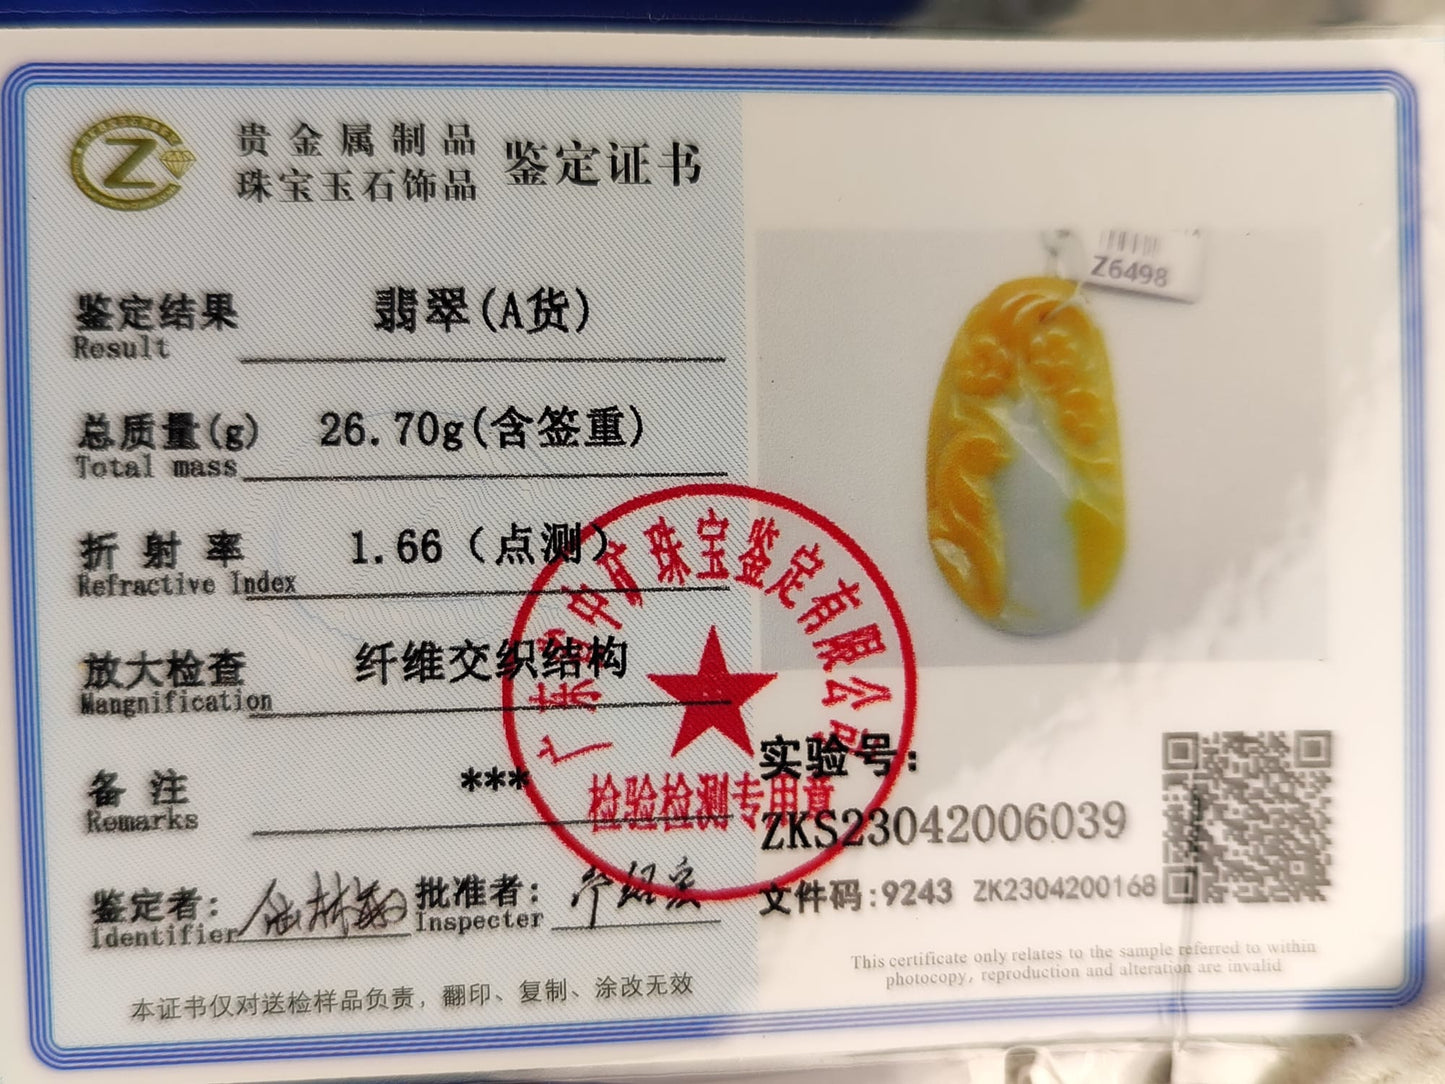 Z
贵金属制品
珠宝玉石饰品
鉴定证书
鉴定结果 翡翠(A货)
Result
总质量(g) 26.70g(含签重)
Total mass
折射率 1.66（点测）
Refractive Index
放大检查 纤维交织结构
Mangnification
备注 ***
Remarks
鉴定者:
Identifier
批准者:
Inspecter
本证书仅对送检样品负责，翻印、复制、涂改无效
Z6498
广东省中矿珠宝鉴定有限公司
检验检测专用章
实验号:
ZKS23042006039
文件码:9243 ZK2304200168
This certificate only relates to the sample referred to within
photocopy, reproduction and alteration are invalid